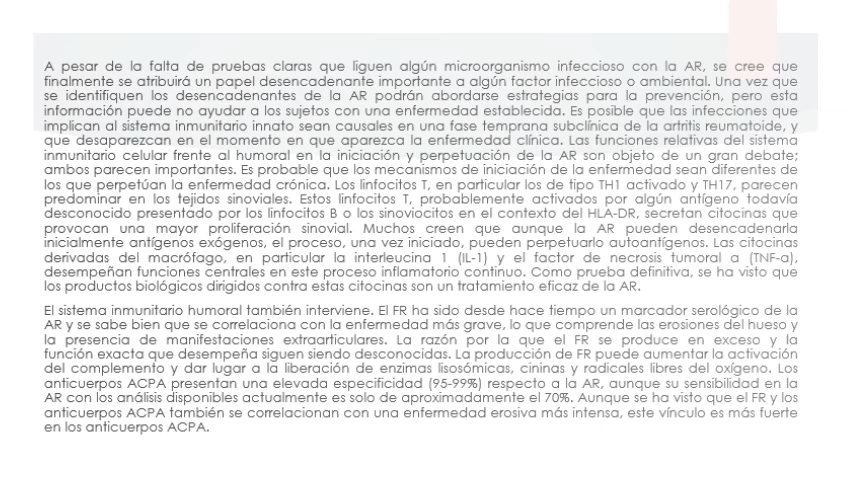 A pesar de la falta de pruebas claras que liguen algún microorganismo infeccioso con la AR, se cree que
finalmente se atribuirá un papel desencadenante importante a algún factor infeccioso o ambiental. Una vez que
se identifiquen los desencadenantes de la AR podrán abordarse estrategias para la prevención, pero esta
información puede no ayudar a los sujetos con una enfermedad establecida. Es posible que las infecciones que
implican al sistema inmunitario innato sean causales en una fase temprana subclínica de la artritis reumatoide, y
que desaparezcan en el momento en que aparezca la enfermedad clínica. Las funciones relativas del sistema
inmunitario celular frente al humoral en la iniciación y perpetuación de la AR son objeto de un gran debate;
ambos parecen importantes. Es probable que los mecanismos de iniciación de la enfermedad sean diferentes de
los que perpetúan la enfermedad crónica. Los linfocitos T, en particular los de tipo TH1 activado y TH17, parecen
predominar en los tejidos sinoviales. Estos linfocitos T, probablemente activados por algún antígeno todavía
desconocido presentado por los linfocitos B o los sinoviocitos en el contexto del HLA-DR, secretan citocinas que
provocan una mayor proliferación sinovial. Muchos creen que aunque la AR pueden desencadenarla
inicialmente antígenos exógenos, el proceso, una vez iniciado, pueden perpetuarlo autoantígenos. Las citocinas
derivadas del macrófago, en particular la interleucina 1 (IL-1) y el factor de necrosis tumoral a (TNF-a),
desempeñan funciones centrales en este proceso inflamatorio continuo. Como prueba definitiva, se ha visto que
los productos biológicos dirigidos contra estas citocinas son un tratamiento eficaz de la AR.
El sistema inmunitario humoral también interviene. El FR ha sido desde hace tiempo un marcador serológico de la
AR y se sabe bien que se correlaciona con la enfermedad más grave, lo que comprende las erosiones del hueso y
la presencia de manifestaciones extraarticulares. La razón por la que el FR se produce en exceso y la
función exacta que desempeña siguen siendo desconocidas. La producción de FR puede aumentar la activación
del complemento y dar lugar a la liberación de enzimas lisosómicas, cininas y radicales libres del oxígeno. Los
anticuerpos ACPA presentan una elevada especificidad (95-99%) respecto a la AR, aunque su sensibilidad en la
AR con los análisis disponibles actualmente es solo de aproximadamente el 70%. Aunque se ha visto que el FR y los
anticuerpos ACPA también se correlacionan con una enfermedad erosiva más intensa, este vínculo es más fuerte
en los anticuerpos ACPA.